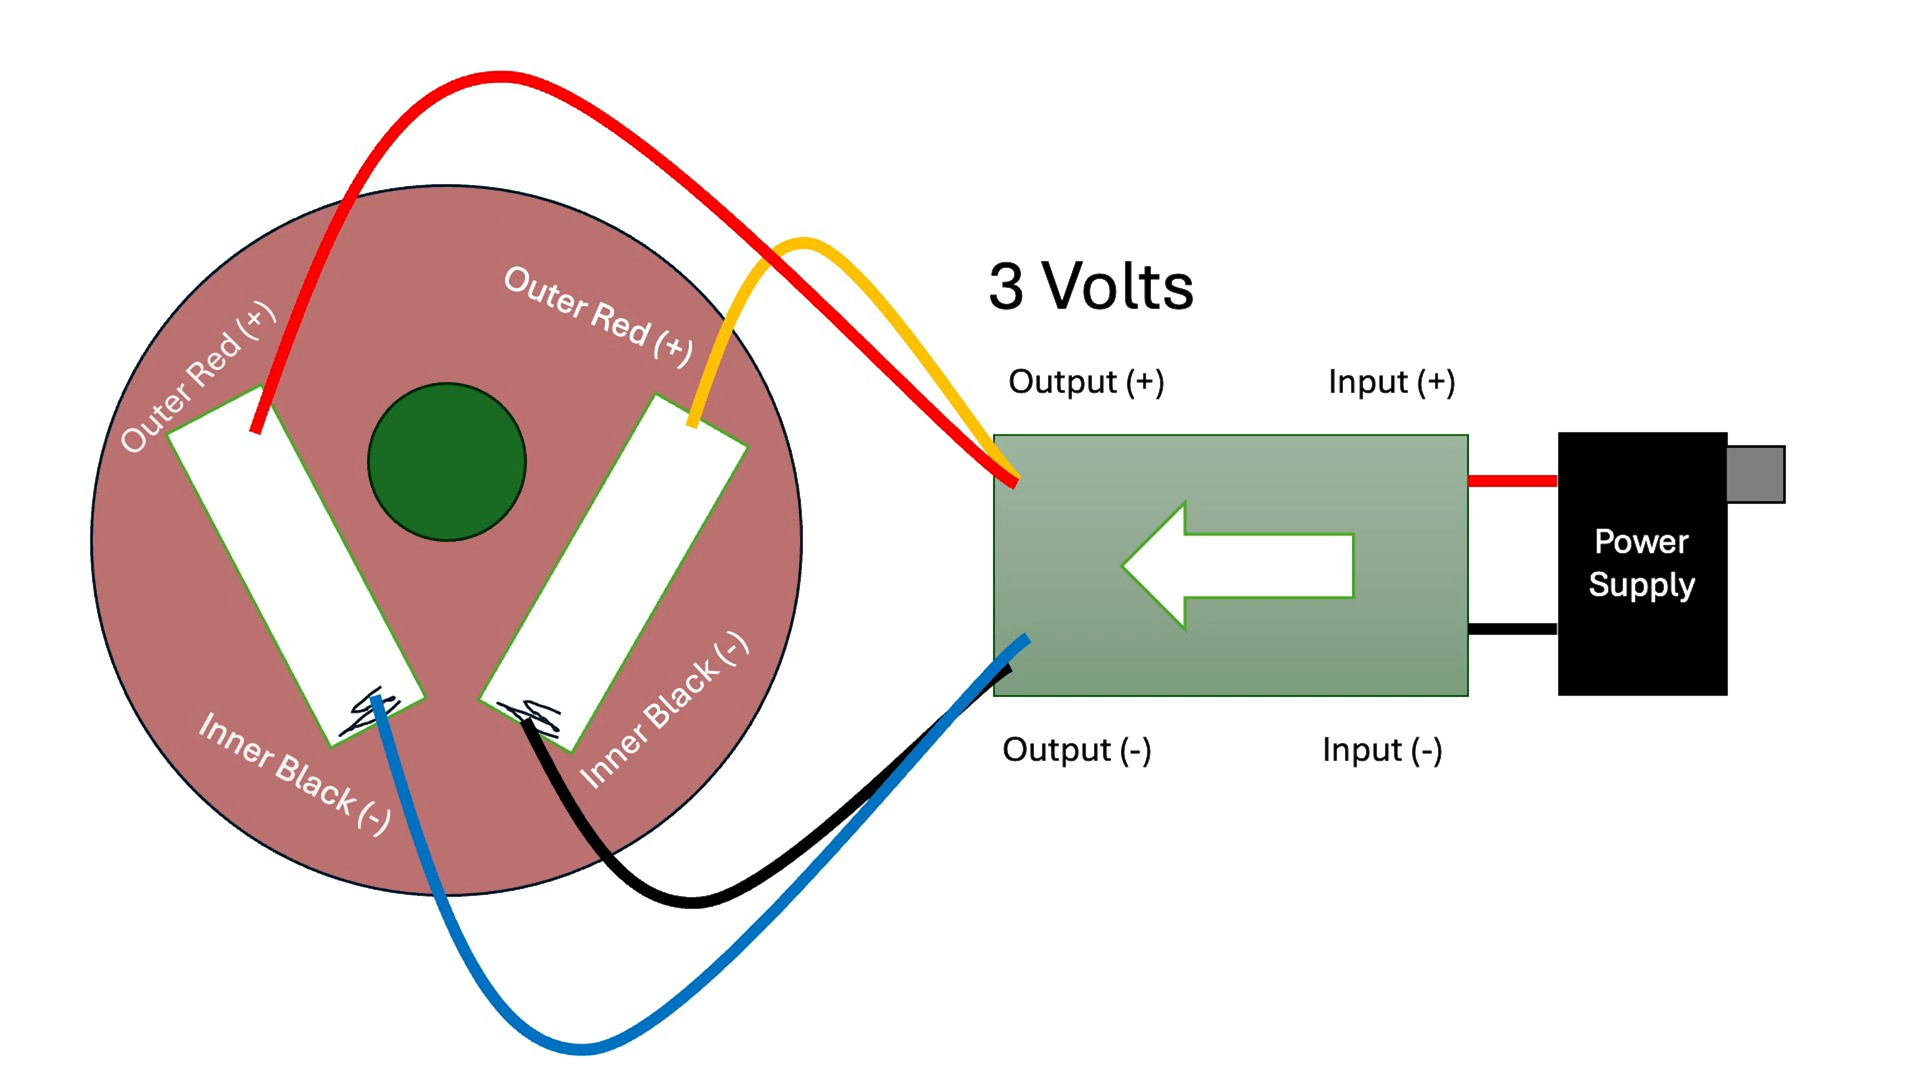 Outer Red (+)
Outer Red (+)
3 Volts
Output (+)
Input (+)
Power
Supply
Inner Black (-)
Inner Black (-)
Output (-)
Input (-)